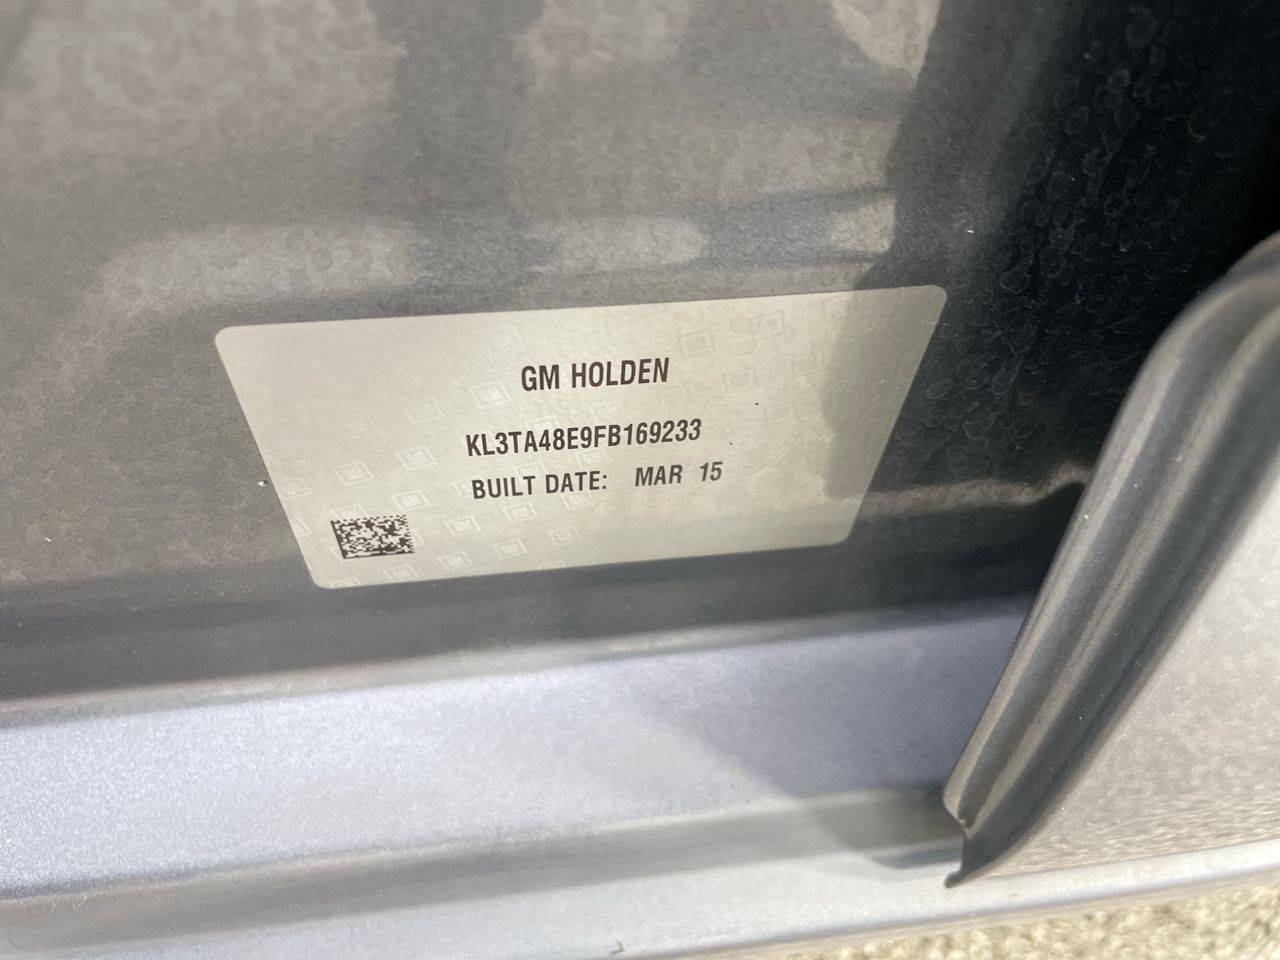 GM HOLDEN
KL3TA48E9FB169233
BUILT DATE: MAR 15